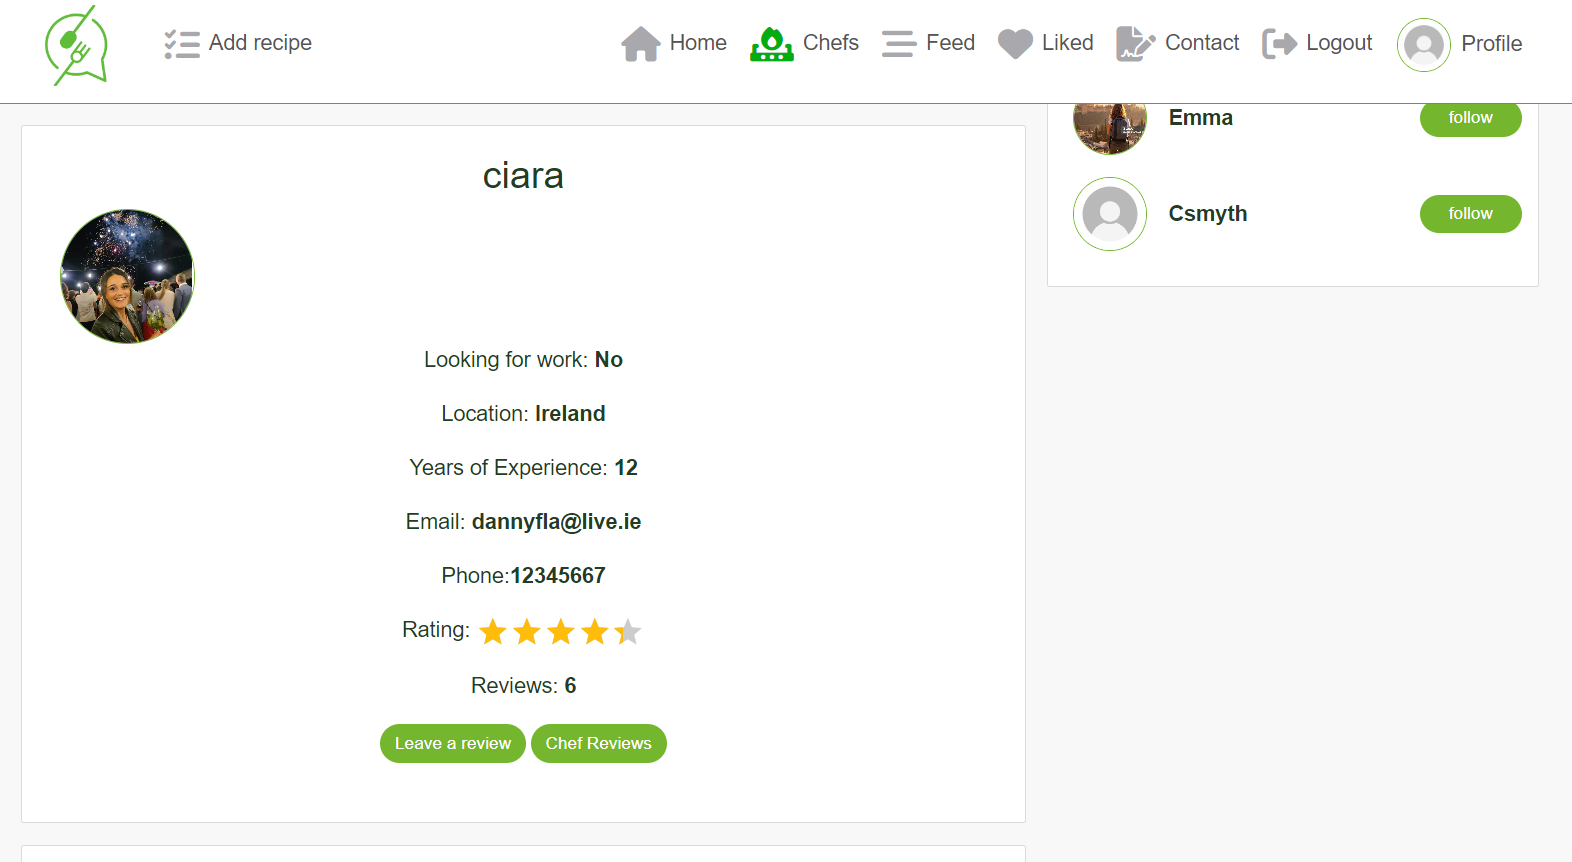 Add recipe
Home
Chefs
Feed
Liked
Contact
Logout
Profile
ciara
Looking for work: No
Location: Ireland
Years of Experience: 12
Email: dannyfla@live.ie
Phone:12345667
Rating:
Reviews: 6
Leave a review
Chef Reviews
Emma
follow
Csmyth
follow